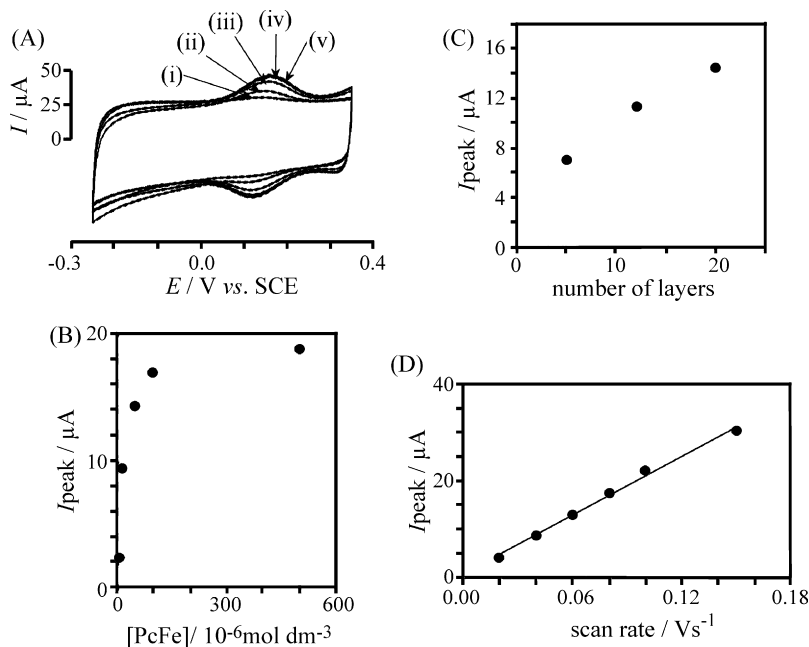 (A)
(iii)
(iv)
(ii)
(v)
(i)
50
25
0
I / µA
-0.3
0.0
0.4
E / V vs. SCE
(C)
16
12
8
4
0
Ipeak / µA
0
10
20
number of layers
(B)
20
10
0
Ipeak / µA
0
300
600
[PcFe]/ 10-6mol dm-3
(D)
40
20
0
Ipeak / µA
0.00
0.06
0.12
0.18
scan rate / Vs-1